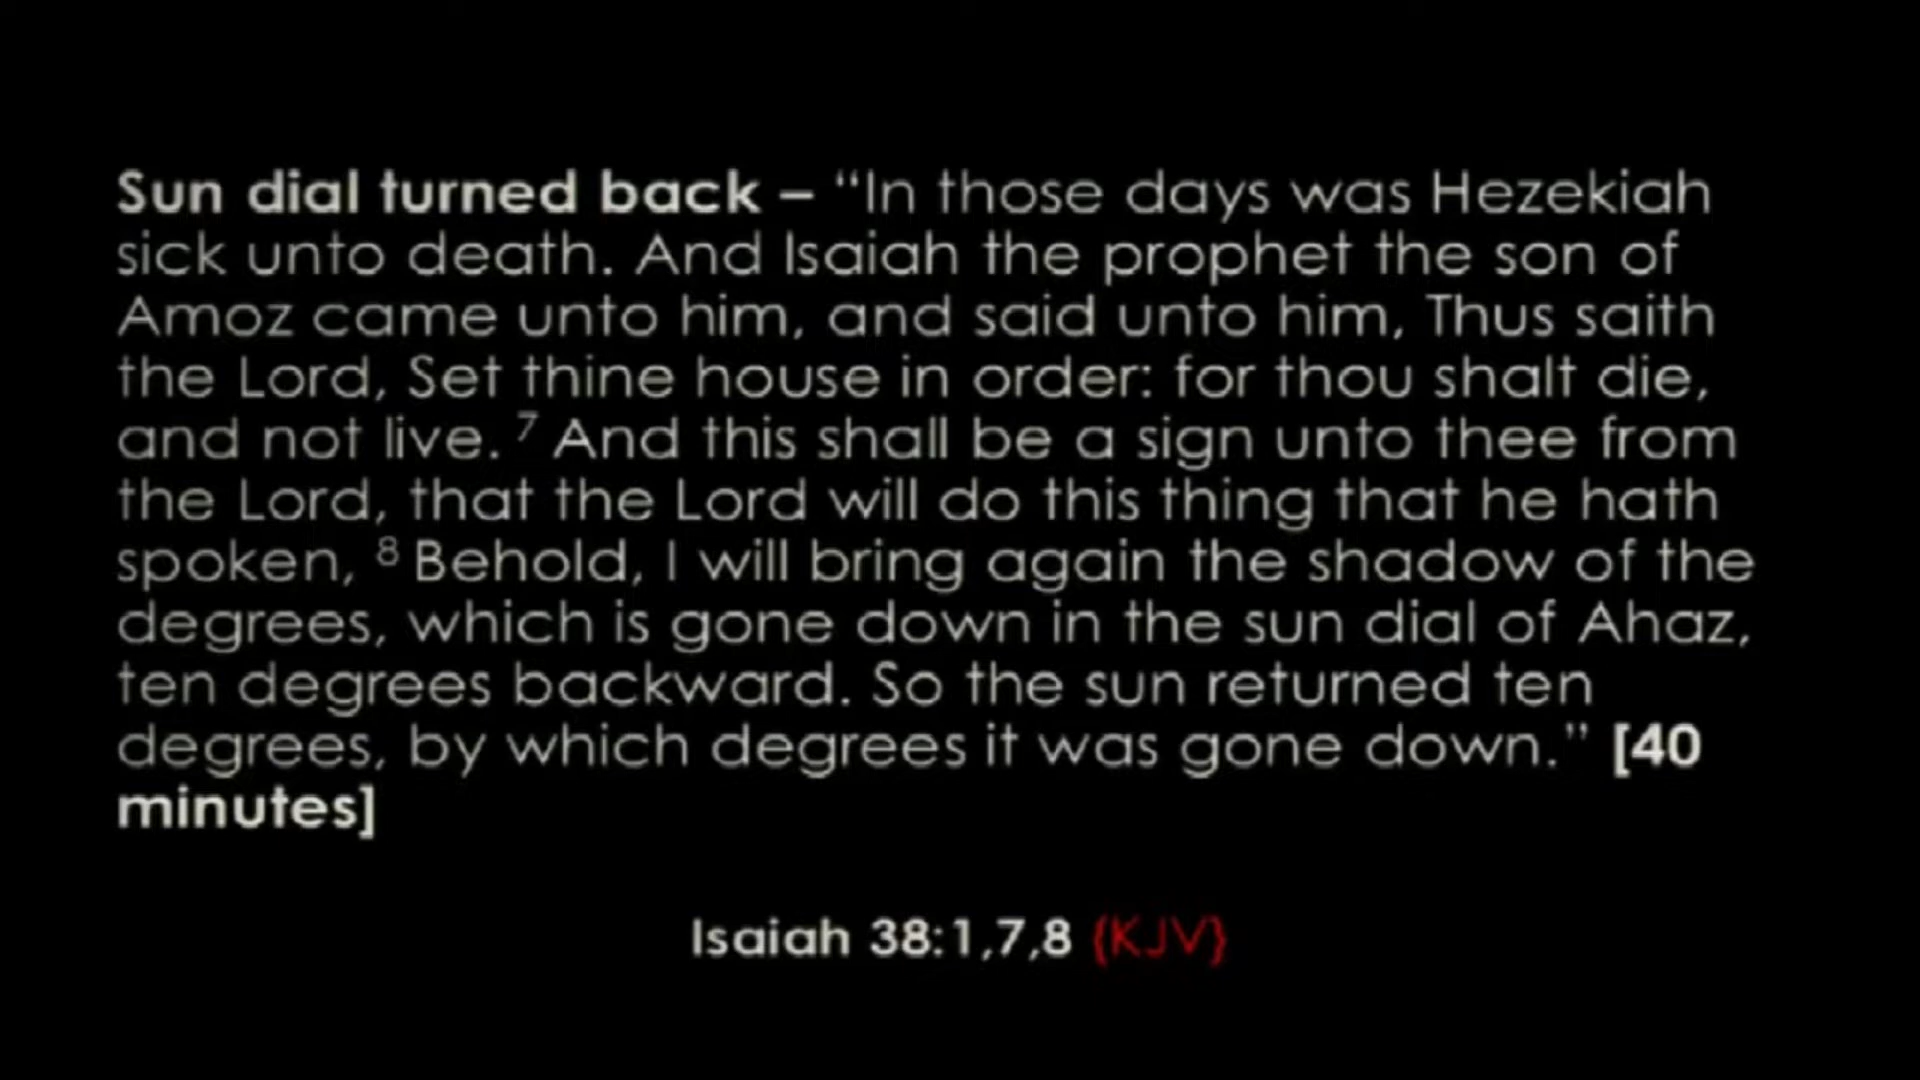 Sun dial turned back – “In those days was Hezekiah
sick unto death. And Isaiah the prophet the son of
Amoz came unto him, and said unto him, Thus saith
the Lord, Set thine house in order: for thou shalt die,
and not live. ⁷ And this shall be a sign unto thee from
the Lord, that the Lord will do this thing that he hath
spoken, ⁸ Behold, I will bring again the shadow of the
degrees, which is gone down in the sun dial of Ahaz,
ten degrees backward. So the sun returned ten
degrees, by which degrees it was gone down.” [40
minutes]
Isaiah 38:1,7,8 {KJV}